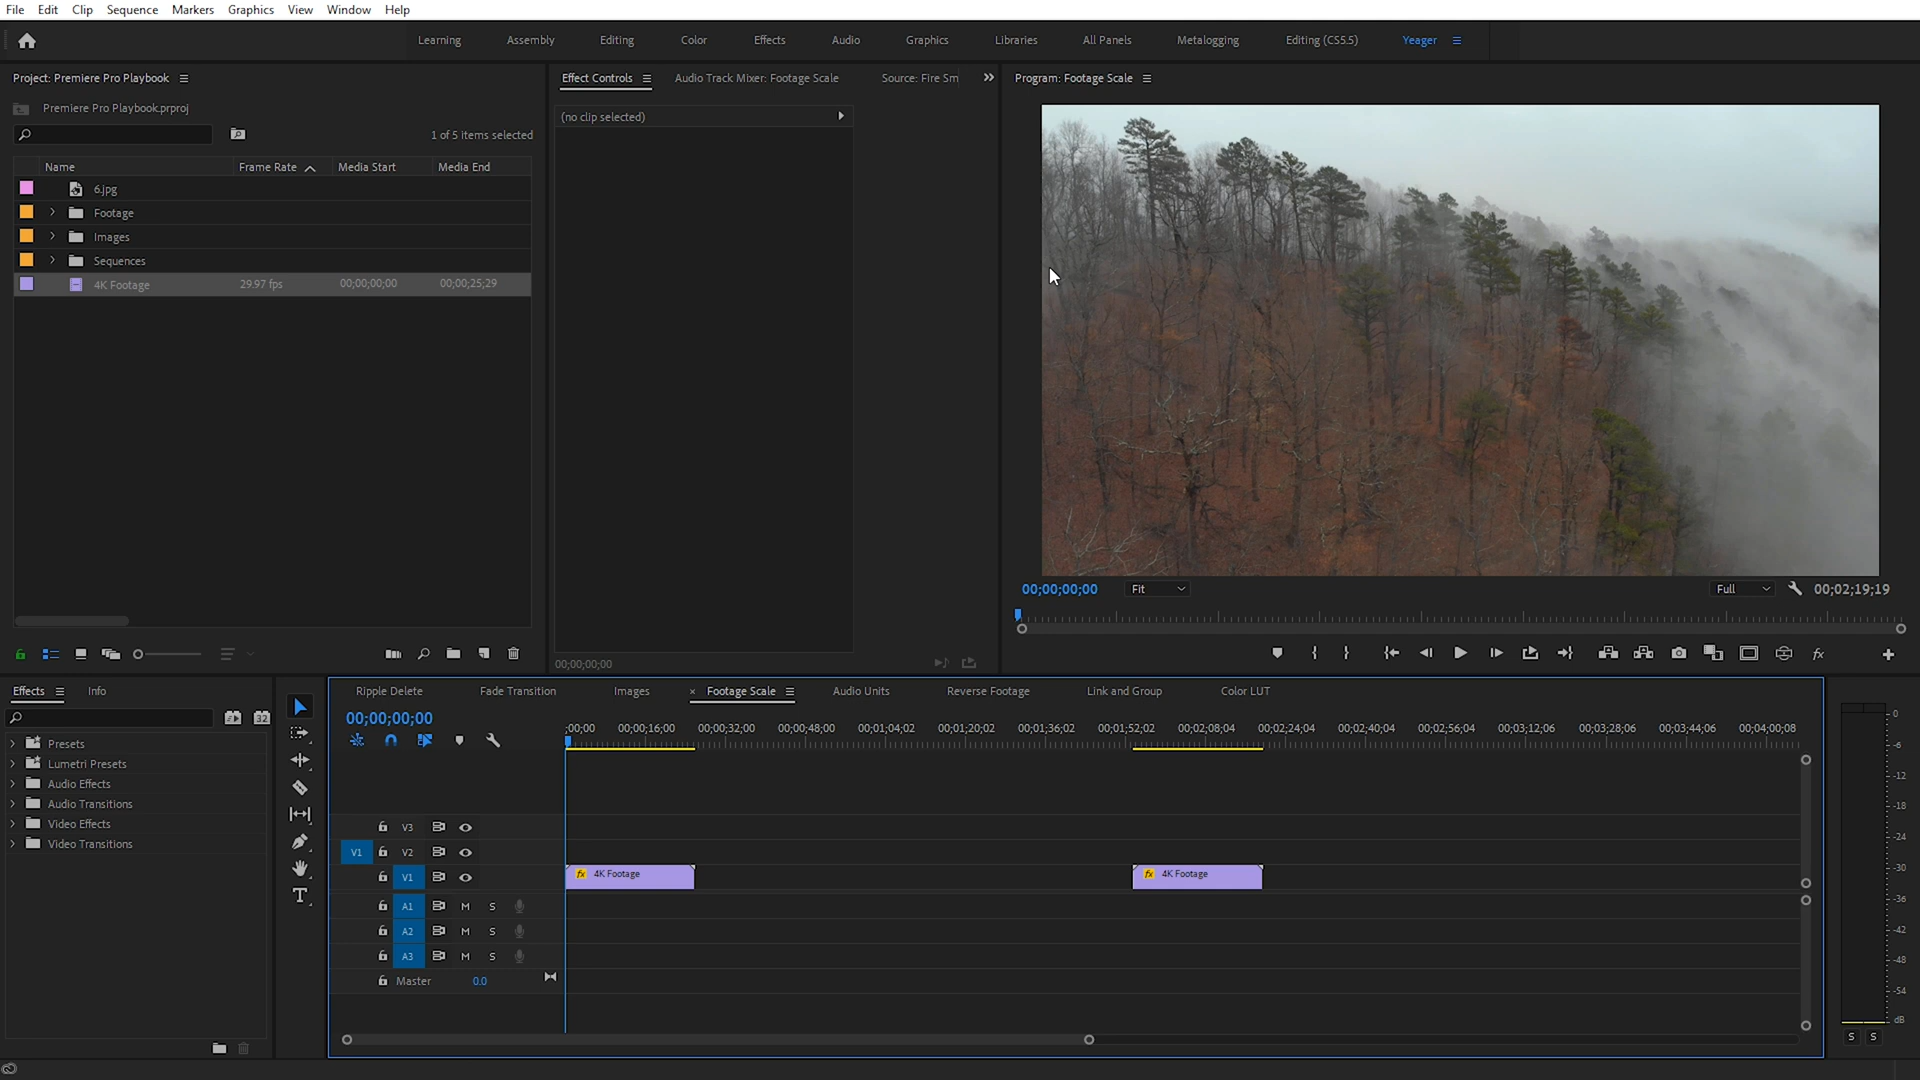 File Edit Clip Sequence Markers Graphics View Window Help
Learning Assembly Editing Color Effects Audio Graphics Libraries All Panels Metalogging Editing (CS5.5) Yeager
Project: Premiere Pro Playbook
Effect Controls Audio Track Mixer: Footage Scale Source: Fire Sm
Program: Footage Scale
Premiere Pro Playbook.prproj
(no clip selected)
1 of 5 items selected
Name Frame Rate Media Start Media End
6.jpg
Footage
Images
Sequences
4K Footage 29.97 fps 00;00;00;00 00;00;25;29
00;00;00;00 Fit Full 00;02;19;19
00;00;00;00
Effects Info
Ripple Delete Fade Transition Images × Footage Scale Audio Units Reverse Footage Link and Group Color LUT
00;00;00;00
;00;00 00;00;16;00 00;00;32;00 00;00;48;00 00;01;04;02 00;01;20;02 00;01;36;02 00;01;52;02 00;02;08;04 00;02;24;04 00;02;40;04 00;02;56;04 00;03;12;06 00;03;28;06 00;03;44;06 00;04;00;08
32
Presets
Lumetri Presets
Audio Effects
Audio Transitions
Video Effects
Video Transitions
V3
V1 V2
V1 fx 4K Footage fx 4K Footage
A1 M S
A2 M S
A3 M S
Master 0.0
fx
T
0
-6
-12
-18
-24
-30
-36
-42
-48
-54
dB
S S